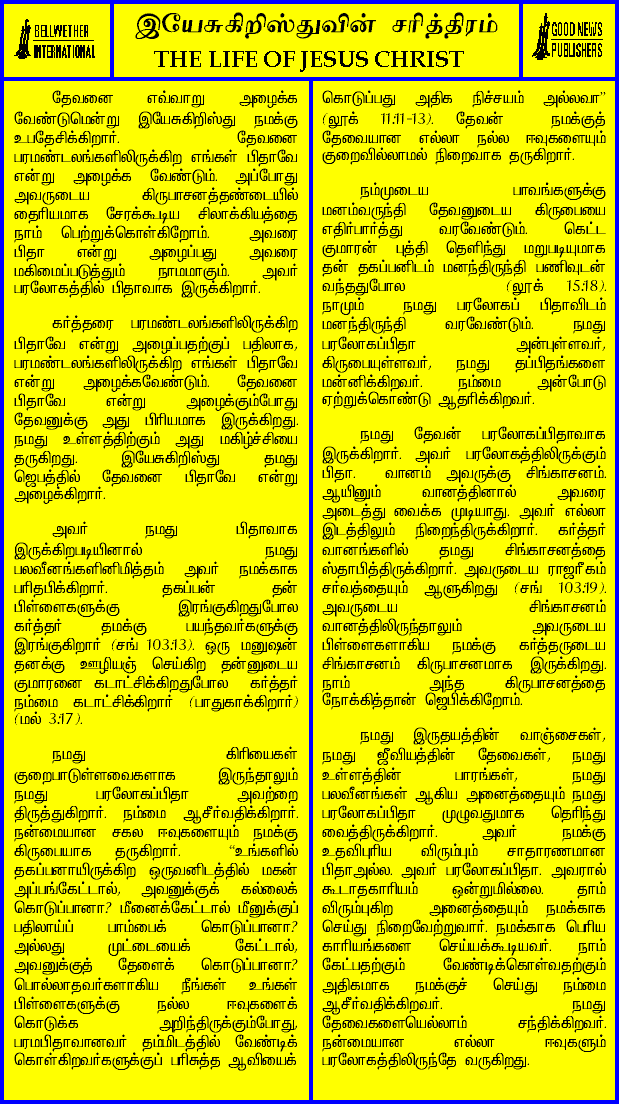 BELLWETHER
INTERNATIONAL
இயேசுகிறிஸ்துவின் சரித்திரம்
THE LIFE OF JESUS CHRIST
GOOD NEWS
PUBLISHERS
தேவனை எவ்வாறு அழைக்க
வேண்டுமென்று இயேசுகிறிஸ்து நமக்கு
உபதேசிக்கிறார். தேவனை
பரமண்டலங்களிலிருக்கிற எங்கள் பிதாவே
என்று அழைக்க வேண்டும். அப்போது
அவருடைய கிருபாசனத்தண்டையில்
தைரியமாக சேரக்கூடிய சிலாக்கியத்தை
நாம் பெற்றுக்கொள்கிறோம். அவரை
பிதா என்று அழைப்பது அவரை
மகிமைப்படுத்தும் நாமமாகும். அவர்
பரலோகத்தில் பிதாவாக இருக்கிறார்.
கர்த்தரை பரமண்டலங்களிலிருக்கிற
பிதாவே என்று அழைப்பதற்குப் பதிலாக,
பரமண்டலங்களிலிருக்கிற எங்கள் பிதாவே
என்று அழைக்கவேண்டும். தேவனை
பிதாவே என்று அழைக்கும்போது
தேவனுக்கு அது பிரியமாக இருக்கிறது.
நமது உள்ளத்திற்கும் அது மகிழ்ச்சியை
தருகிறது. இயேசுகிறிஸ்து தமது
ஜெபத்தில் தேவனை பிதாவே என்று
அழைக்கிறார்.
அவர் நமது பிதாவாக
இருக்கிறபடியினால் நமது
பலவீனங்களினிமித்தம் அவர் நமக்காக
பரிதபிக்கிறார். தகப்பன் தன்
பிள்ளைகளுக்கு இரங்குகிறதுபோல
கர்த்தர் தமக்கு பயந்தவர்களுக்கு
இரங்குகிறார் (சங் 103:13). ஒரு மனுஷன்
தனக்கு ஊழியஞ் செய்கிற தன்னுடைய
குமாரனை கடாட்சிக்கிறதுபோல கர்த்தர்
நம்மை கடாட்சிக்கிறார் (பாதுகாக்கிறார்)
(மல் 3:17).
நமது கிரியைகள்
குறைபாடுள்ளவைகளாக இருந்தாலும்
நமது பரலோகப்பிதா அவற்றை
திருத்துகிறார். நம்மை ஆசீர்வதிக்கிறார்.
நன்மையான சகல ஈவுகளையும் நமக்கு
கிருபையாக தருகிறார். “உங்களில்
தகப்பனாயிருக்கிற ஒருவனிடத்தில் மகன்
அப்பங்கேட்டால், அவனுக்குக் கல்லைக்
கொடுப்பானா? மீனைக்கேட்டால் மீனுக்குப்
பதிலாய்ப் பாம்பைக் கொடுப்பானா?
அல்லது முட்டையைக் கேட்டால்,
அவனுக்குத் தேளைக் கொடுப்பானா?
பொல்லாதவர்களாகிய நீங்கள் உங்கள்
பிள்ளைகளுக்கு நல்ல ஈவுகளைக்
கொடுக்க அறிந்திருக்கும்போது,
பரமபிதாவானவர் தம்மிடத்தில் வேண்டிக்
கொள்கிறவர்களுக்குப் பரிசுத்த ஆவியைக்
கொடுப்பது அதிக நிச்சயம் அல்லவா”
(லூக் 11:11-13). தேவன் நமக்குத்
தேவையான எல்லா நல்ல ஈவுகளையும்
குறைவில்லாமல் நிறைவாக தருகிறார்.
நம்முடைய பாவங்களுக்கு
மனம்வருந்தி தேவனுடைய கிருபையை
எதிர்பார்த்து வரவேண்டும். கெட்ட
குமாரன் புத்தி தெளிந்து மறுபடியுமாக
தன் தகப்பனிடம் மனந்திருந்தி பணிவுடன்
வந்ததுபோல (லூக் 15:18).
நாமும் நமது பரலோகப் பிதாவிடம்
மனந்திருந்தி வரவேண்டும். நமது
பரலோகப்பிதா அன்புள்ளவர்,
கிருபையுள்ளவர், நமது தப்பிதங்களை
மன்னிக்கிறவர். நம்மை அன்போடு
ஏற்றுக்கொண்டு ஆதரிக்கிறவர்.
நமது தேவன் பரலோகப்பிதாவாக
இருக்கிறார். அவர் பரலோகத்திலிருக்கும்
பிதா. வானம் அவருக்கு சிங்காசனம்.
ஆயினும் வானத்தினால் அவரை
அடைத்து வைக்க முடியாது. அவர் எல்லா
இடத்திலும் நிறைந்திருக்கிறார். கர்த்தர்
வானங்களில் தமது சிங்காசனத்தை
ஸ்தாபித்திருக்கிறார். அவருடைய ராஜரீகம்
சர்வத்தையும் ஆளுகிறது (சங் 103:19).
அவருடைய சிங்காசனம்
வானத்திலிருந்தாலும் அவருடைய
பிள்ளைகளாகிய நமக்கு கர்த்தருடைய
சிங்காசனம் கிருபாசனமாக இருக்கிறது.
நாம் அந்த கிருபாசனத்தை
நோக்கித்தான் ஜெபிக்கிறோம்.
நமது இருதயத்தின் வாஞ்சைகள்,
நமது ஜீவியத்தின் தேவைகள், நமது
உள்ளத்தின் பாரங்கள், நமது
பலவீனங்கள் ஆகிய அனைத்தையும் நமது
பரலோகப்பிதா முழுவதுமாக தெரிந்து
வைத்திருக்கிறார். அவர் நமக்கு
உதவிபுரிய விரும்பும் சாதாரணமான
பிதாஅல்ல. அவர் பரலோகப்பிதா. அவரால்
கூடாதகாரியம் ஒன்றுமில்லை. தாம்
விரும்புகிற அனைத்தையும் நமக்காக
செய்து நிறைவேற்றுவார். நமக்காக பெரிய
காரியங்களை செய்யக்கூடியவர். நாம்
கேட்பதற்கும் வேண்டிக்கொள்வதற்கும்
அதிகமாக நமக்குச் செய்து நம்மை
ஆசீர்வதிக்கிறவர். நமது
தேவைகளையெல்லாம் சந்திக்கிறவர்.
நன்மையான எல்லா ஈவுகளும்
பரலோகத்திலிருந்தே வருகிறது.